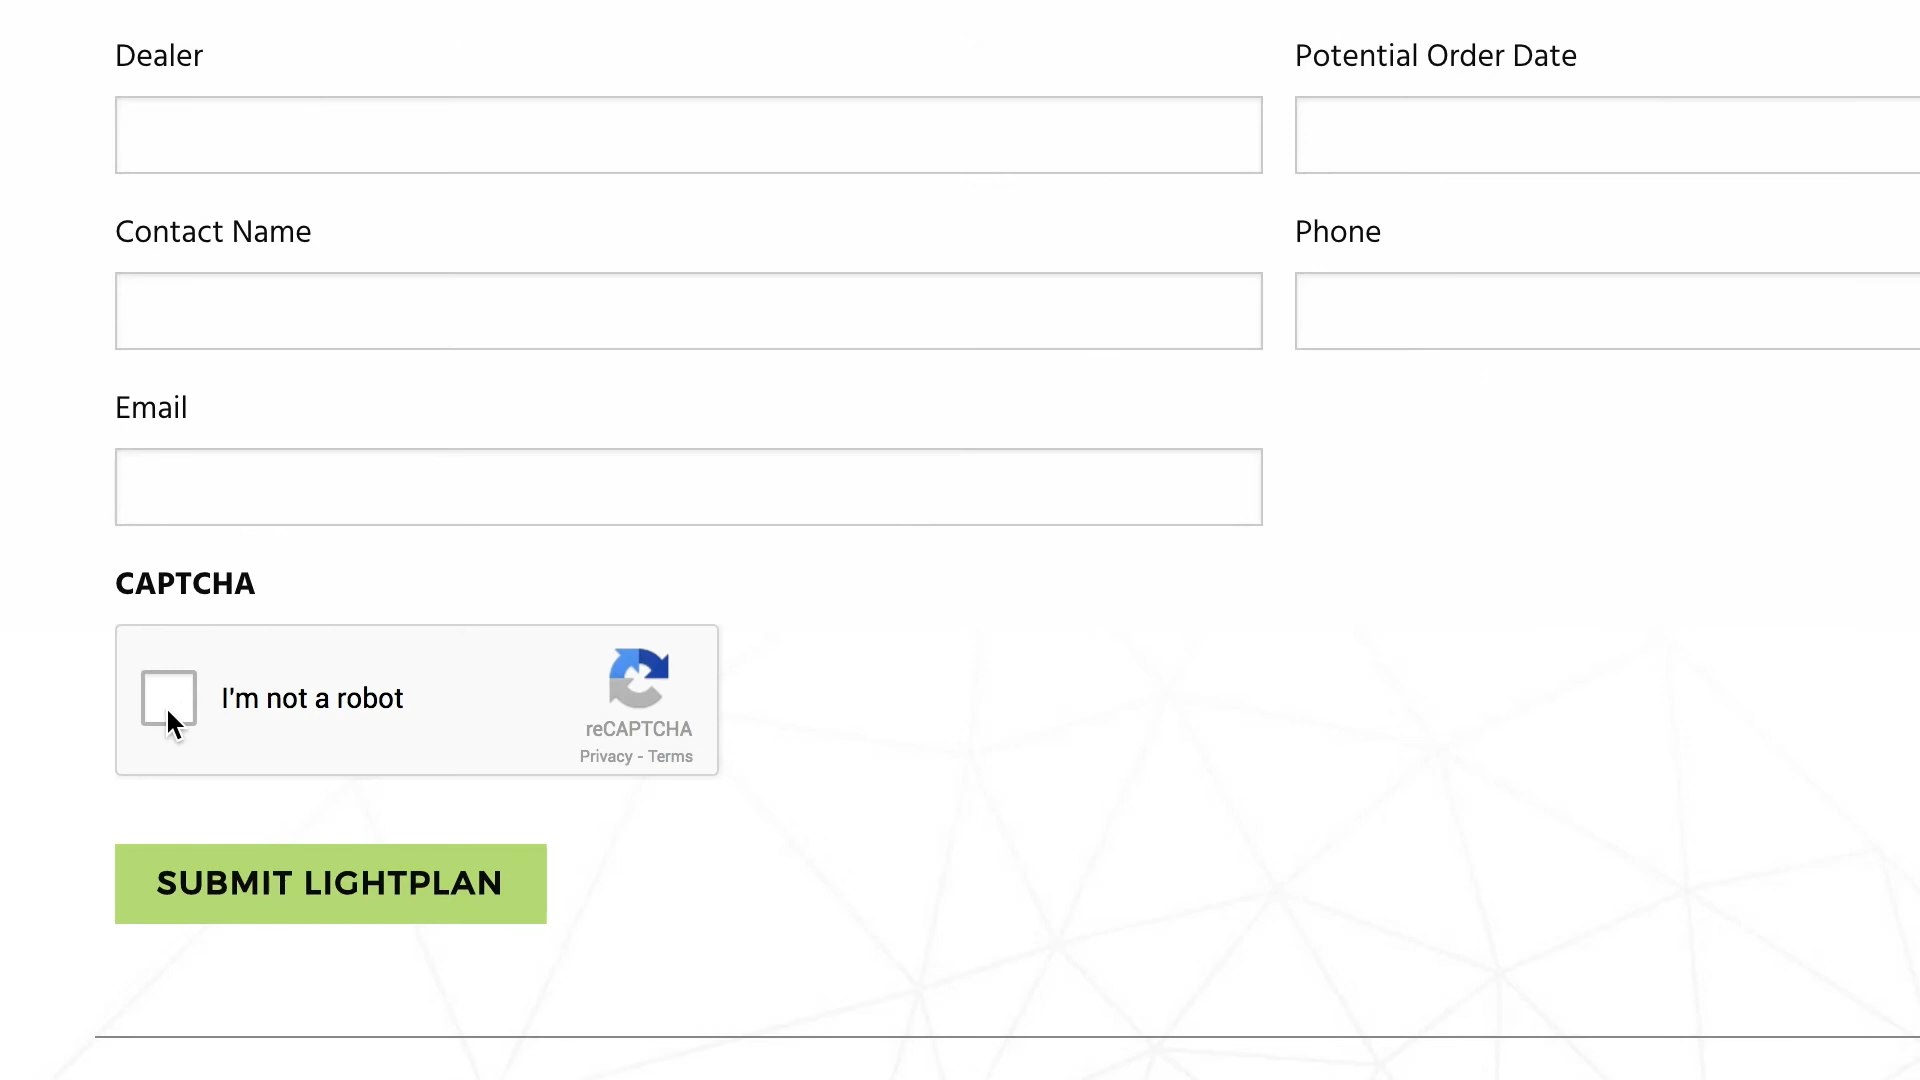 Dealer
Potential Order Date
Contact Name
Phone
Email
CAPTCHA
I'm not a robot
reCAPTCHA
Privacy - Terms
SUBMIT LIGHTPLAN